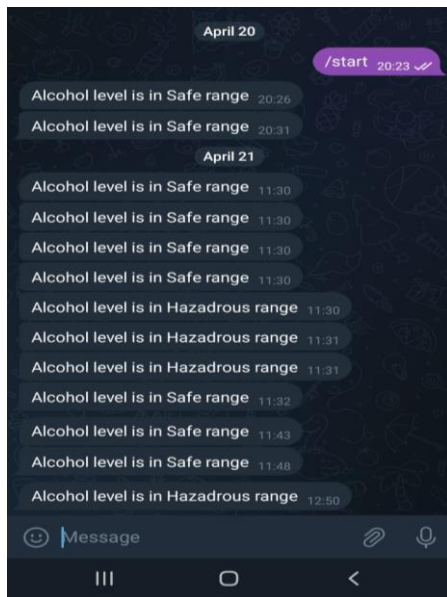 April 20
/start 20:23
Alcohol level is in Safe range 20:26
Alcohol level is in Safe range 20:31
April 21
Alcohol level is in Safe range 11:30
Alcohol level is in Safe range 11:30
Alcohol level is in Safe range 11:30
Alcohol level is in Safe range 11:30
Alcohol level is in Hazadrous range 11:30
Alcohol level is in Hazadrous range 11:31
Alcohol level is in Hazadrous range 11:31
Alcohol level is in Safe range 11:32
Alcohol level is in Safe range 11:43
Alcohol level is in Safe range 11:48
Alcohol level is in Hazadrous range 12:50
Message